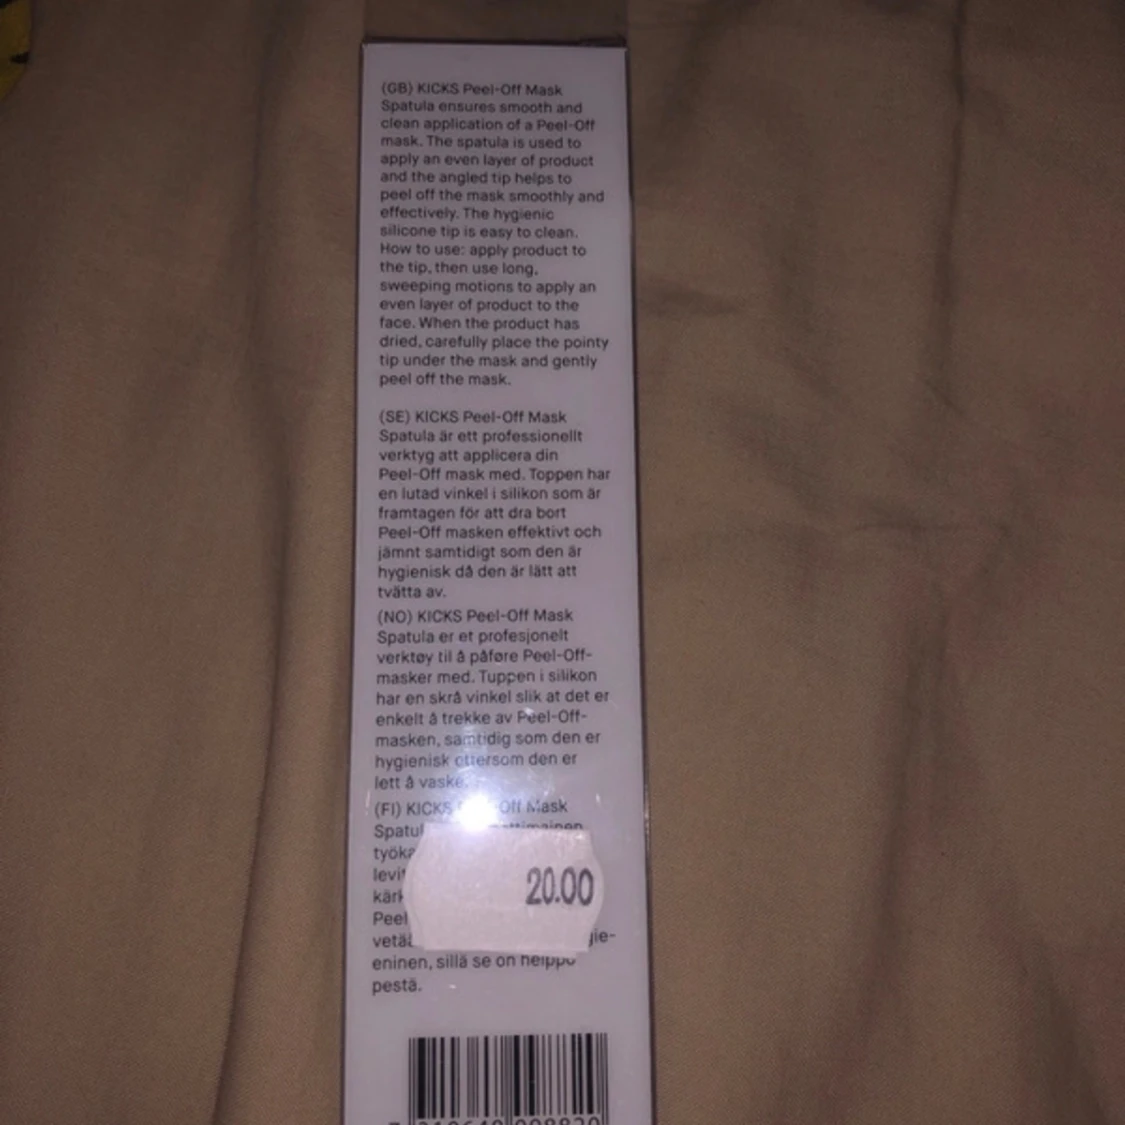 (GB) KICKS Peel-Off Mask
Spatula ensures smooth and
clean application of a Peel-Off
mask. The spatula is used to
apply an even layer of product
and the angled tip helps to
peel off the mask smoothly and
effectively. The hygienic
silicone tip is easy to clean.
How to use: apply product to
the tip, then use long,
sweeping motions to apply an
even layer of product to the
face. When the product has
dried, carefully place the pointy
tip under the mask and gently
peel off the mask.
(SE) KICKS Peel-Off Mask
Spatula är ett professionellt
verktyg att applicera din
Peel-Off mask med. Toppen har
en lutad vinkel i silikon som är
framtagen för att dra bort
Peel-Off masken effektivt och
jämnt samtidigt som den är
hygienisk då den är lätt att
tvätta av.
(NO) KICKS Peel-Off Mask
Spatula er et profesjonelt
verktøy til å påføre Peel-Off-
masker med. Tuppen i silikon
har en skrå vinkel slik at det er
enkelt å trekke av Peel-Off-
masken, samtidig som den er
hygienisk ettersom den er
lett å vaske.
(FI) KICKS Off Mask
20.00
eninen, sillä se on helppo
pestä.